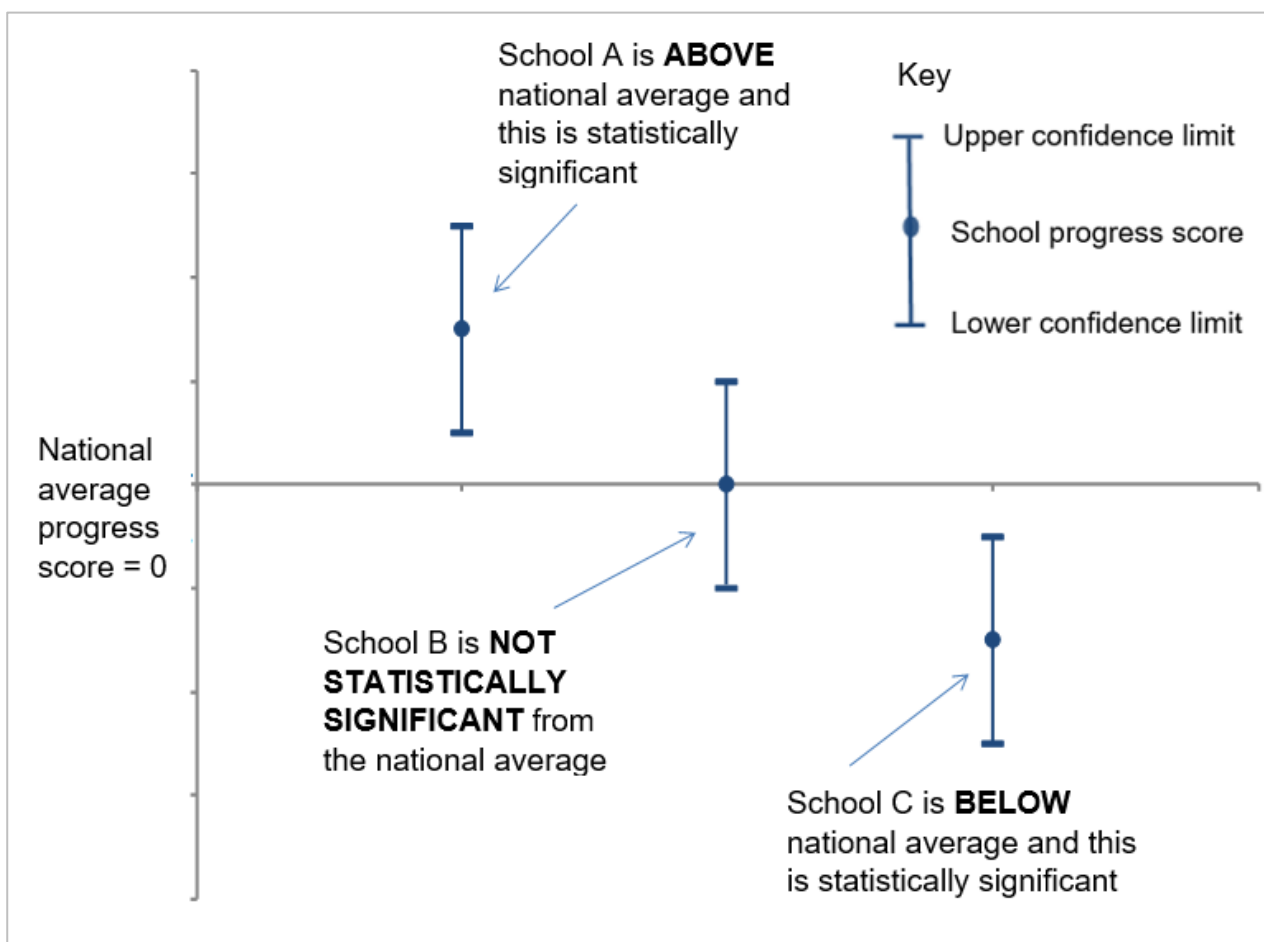 School A is ABOVE
national average and
this is statistically
significant
Key
Upper confidence limit
School progress score
Lower confidence limit
National
average
progress
score = 0
School B is NOT
STATISTICALLY
SIGNIFICANT from
the national average
School C is BELOW
national average and this
is statistically significant